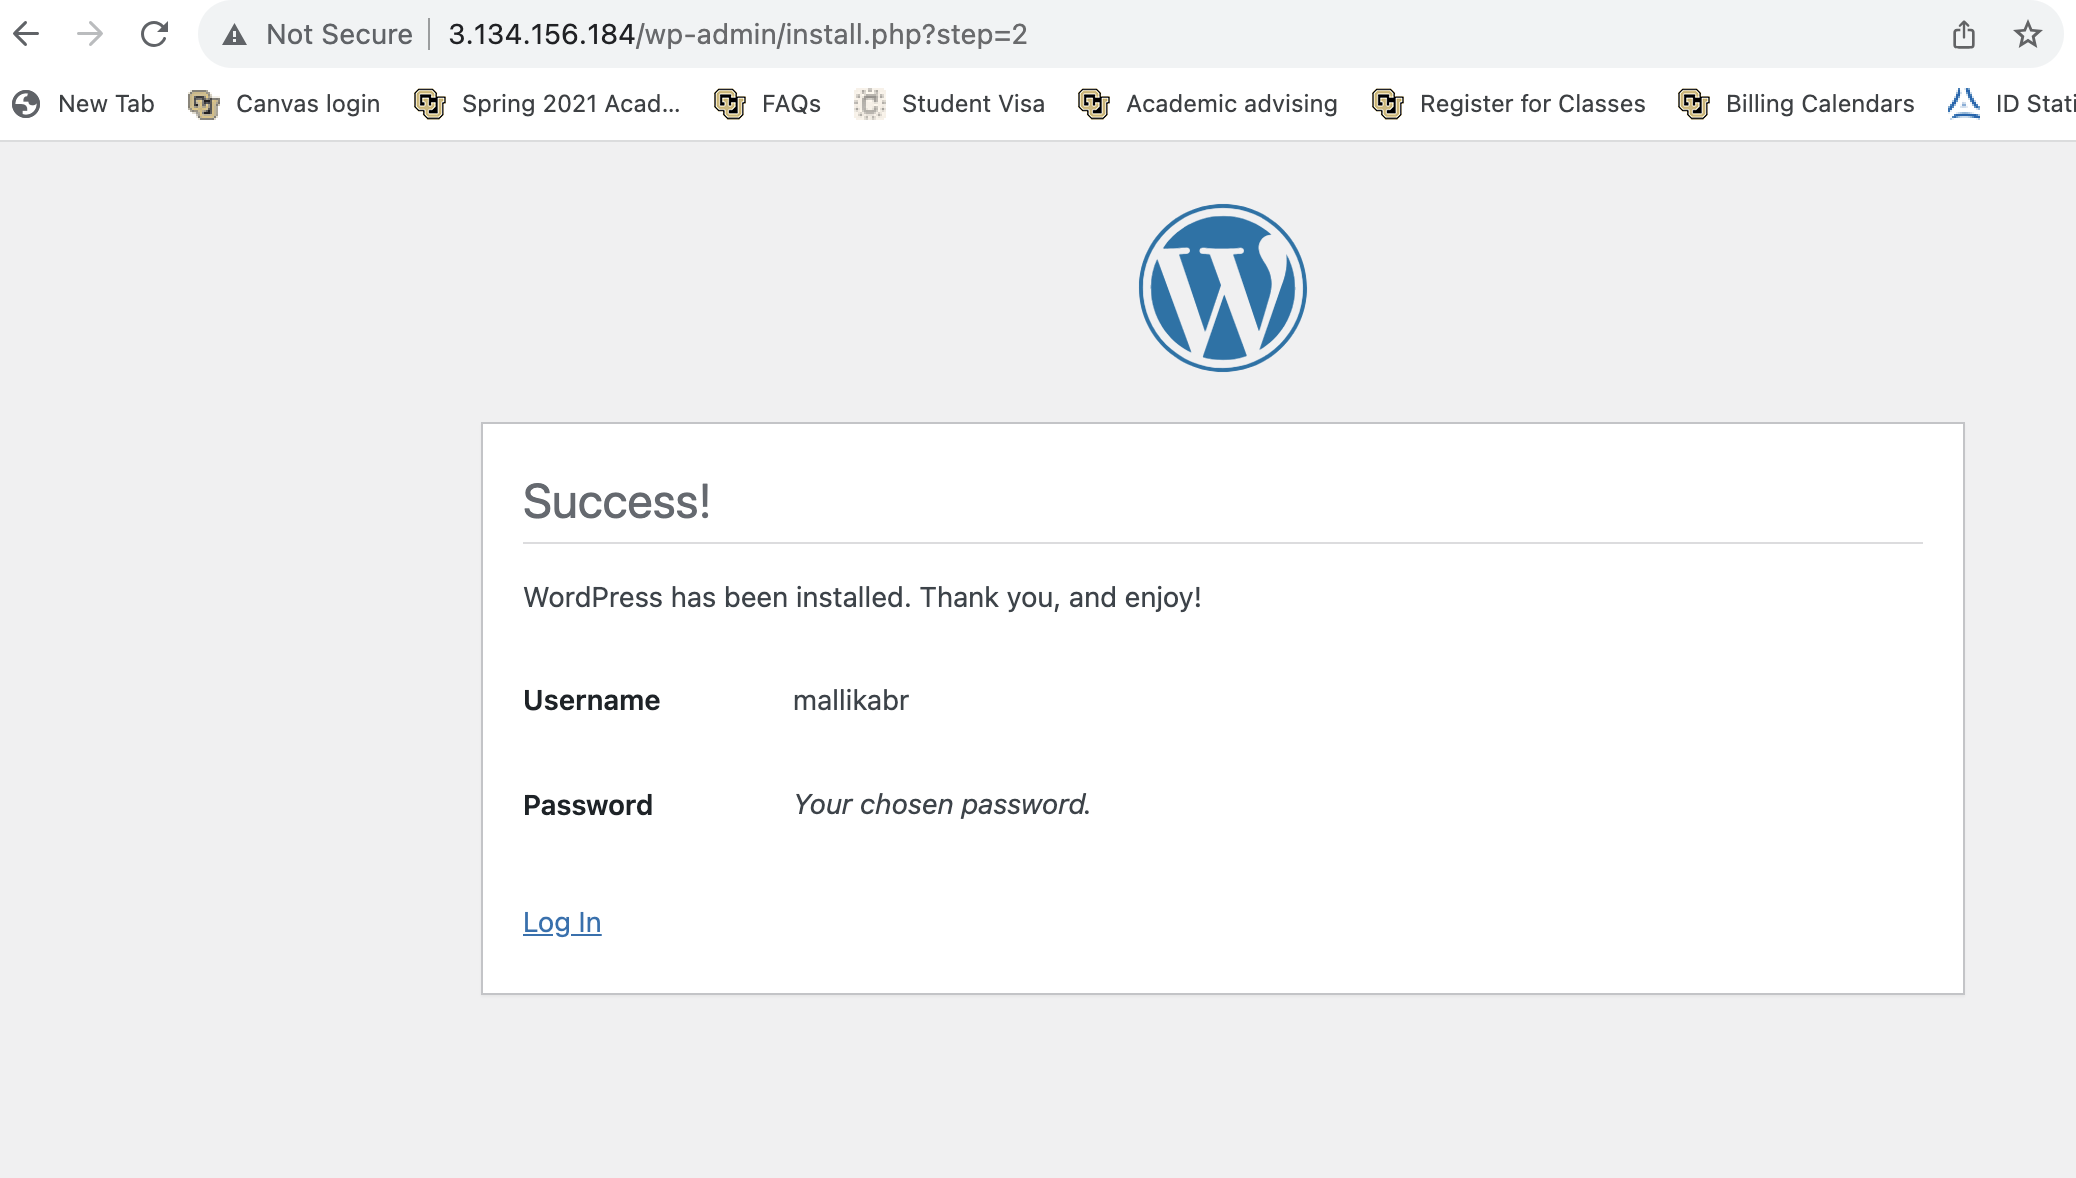 Not Secure | 3.134.156.184/wp-admin/install.php?step=2
New Tab Canvas login Spring 2021 Acad... FAQs Student Visa Academic advising Register for Classes Billing Calendars ID Stati
Success!
WordPress has been installed. Thank you, and enjoy!
Username mallikabr
Password Your chosen password.
Log In